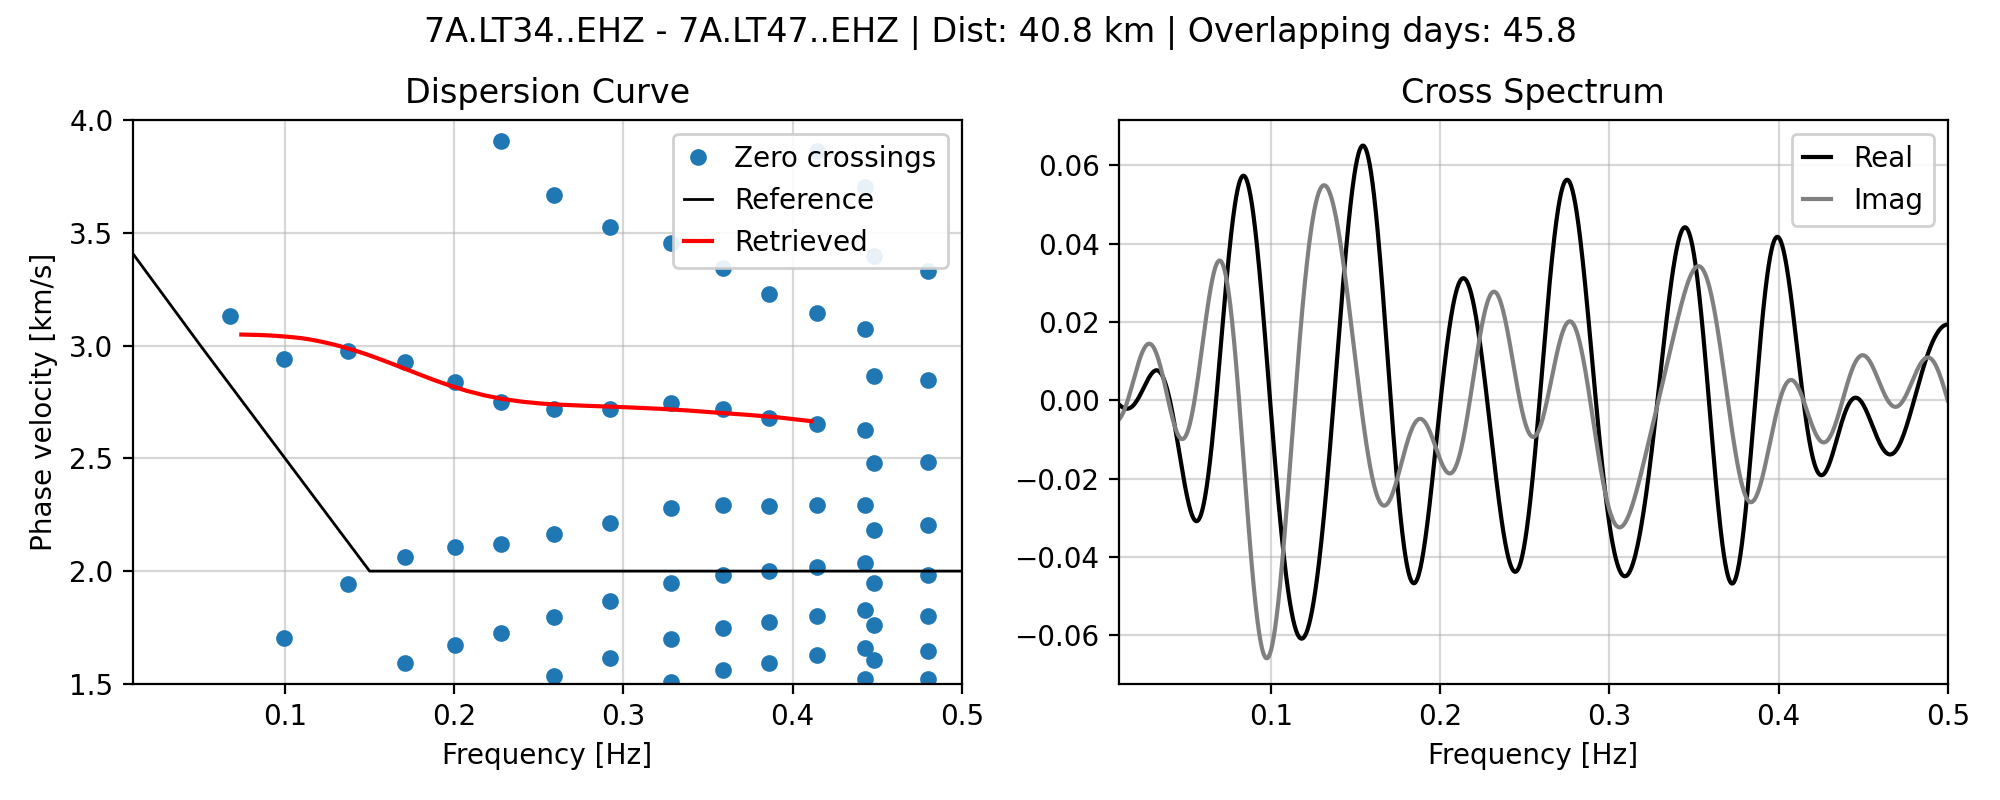 7A.LT34..EHZ - 7A.LT47..EHZ | Dist: 40.8 km | Overlapping days: 45.8
Dispersion Curve
Phase velocity [km/s]
4.0
3.5
3.0
2.5
2.0
1.5
Zero crossings
Reference
Retrieved
0.1
0.2
0.3
0.4
0.5
Frequency [Hz]
Cross Spectrum
0.06
0.04
0.02
0.00
−0.02
−0.04
−0.06
Real
Imag
0.1
0.2
0.3
0.4
0.5
Frequency [Hz]